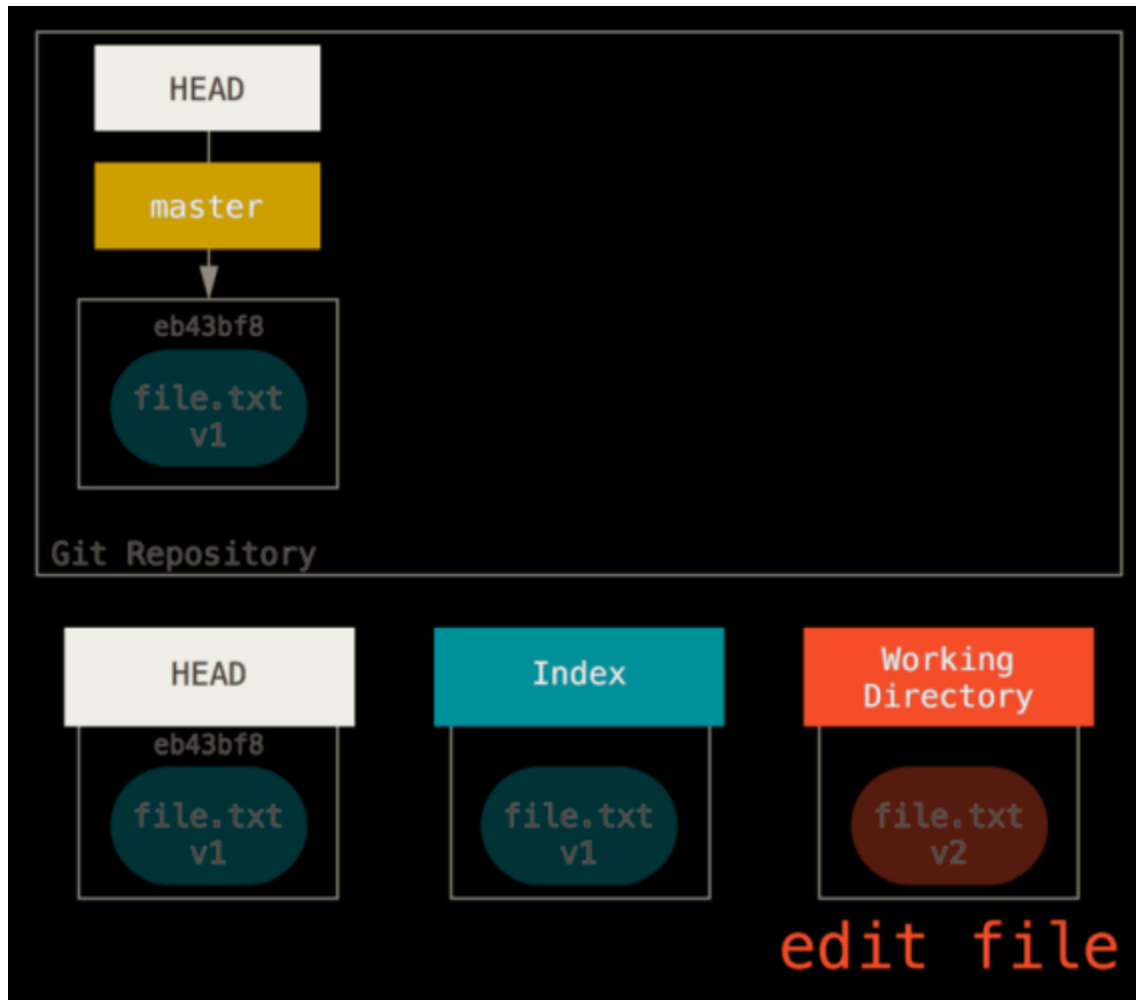 HEAD
master
eb43bf8
file.txt
v1
Git Repository
HEAD
Index
Working
Directory
eb43bf8
file.txt
v1
file.txt
v1
file.txt
v2
edit file